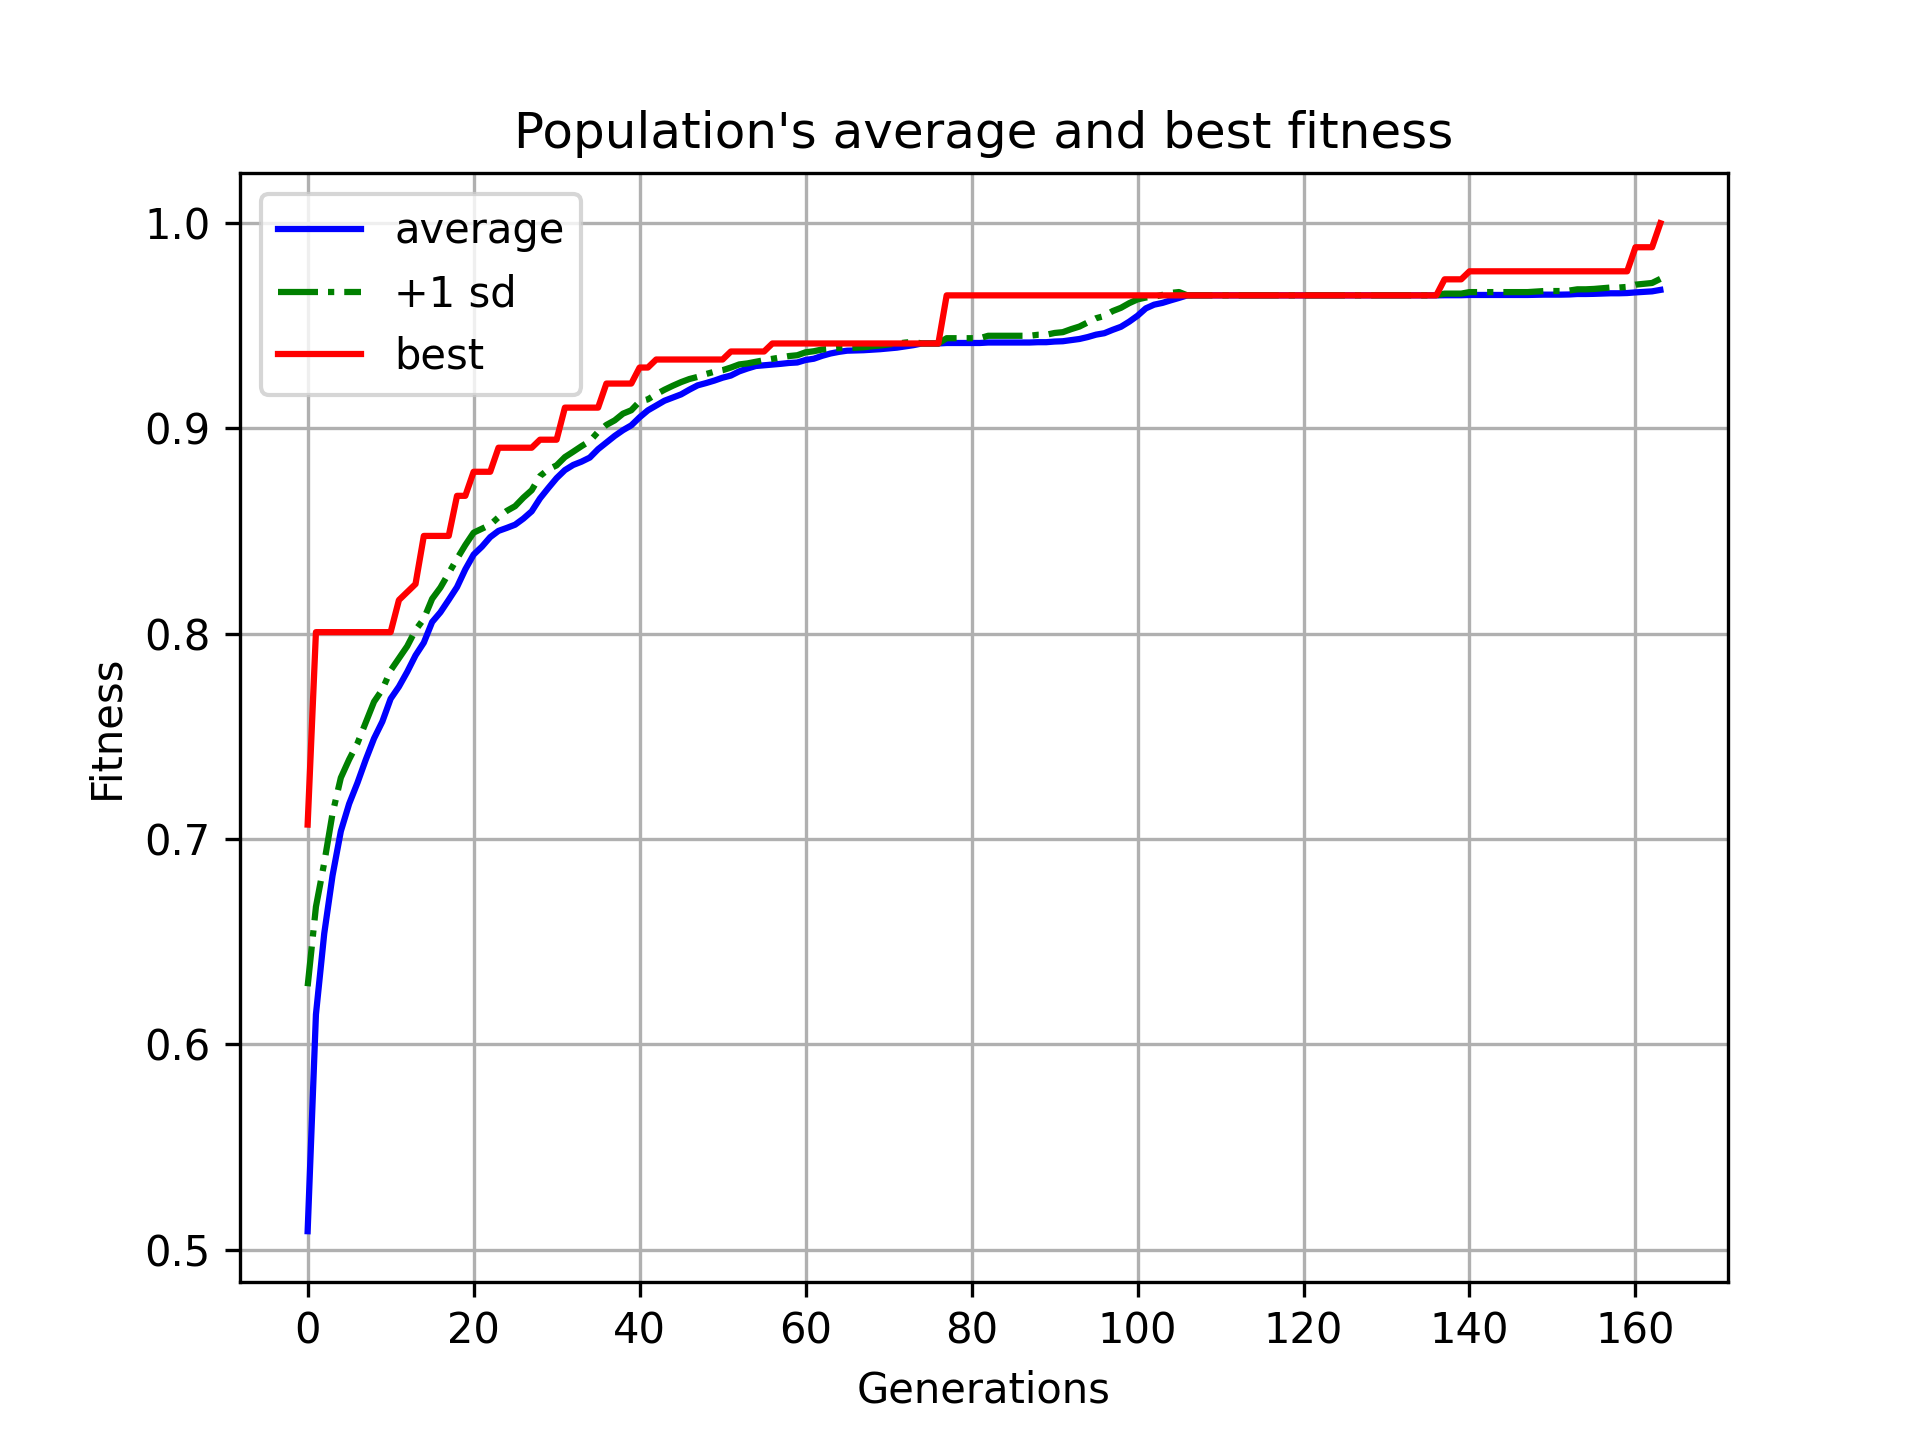 Population's average and best fitness
average
+1 sd
best
1.0
0.9
0.8
0.7
0.6
0.5
Fitness
0 20 40 60 80 100 120 140 160
Generations